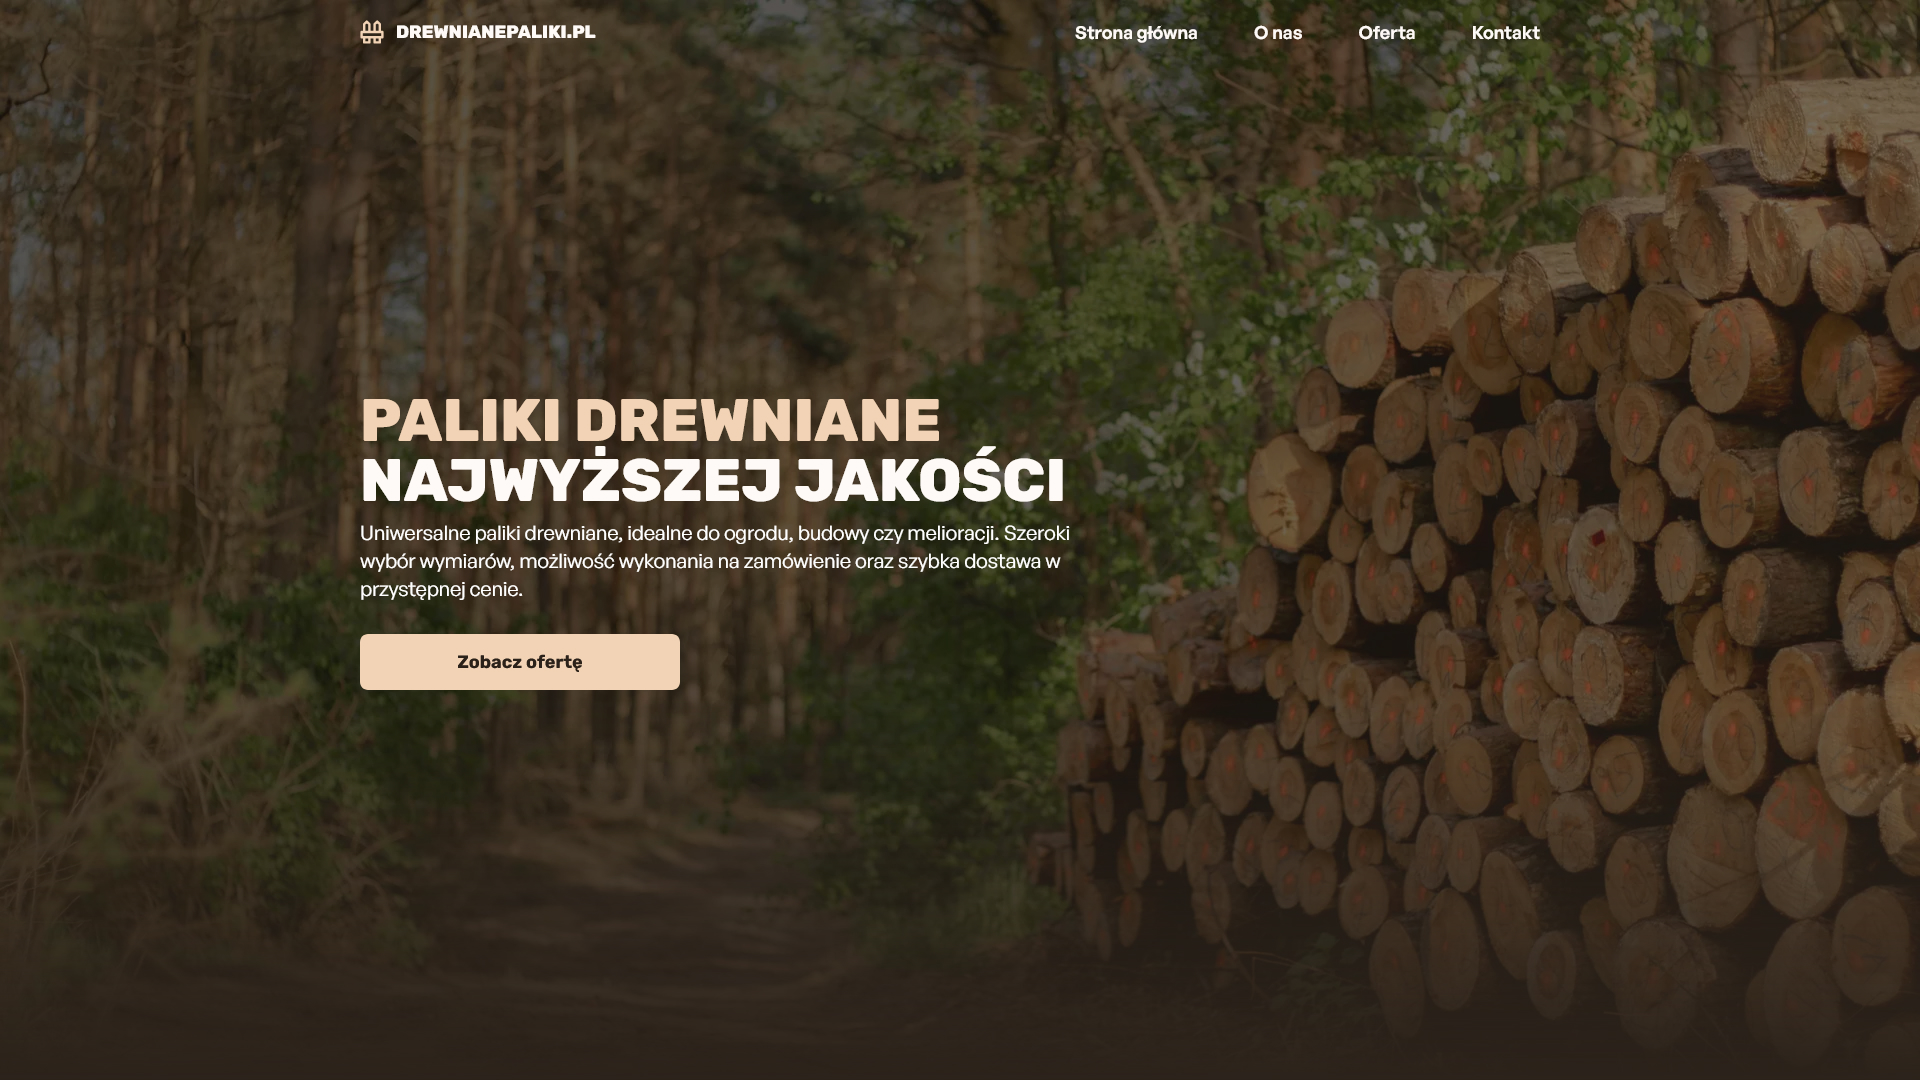 DREWNIANEPALIKI.PL
Strona główna
O nas
Oferta
Kontakt
PALIKI DREWNIANE
NAJWYŻSZEJ JAKOŚCI
Uniwersalne paliki drewniane, idealne do ogrodu, budowy czy melioracji. Szeroki
wybór wymiarów, możliwość wykonania na zamówienie oraz szybka dostawa w
przystępnej cenie.
Zobacz ofertę